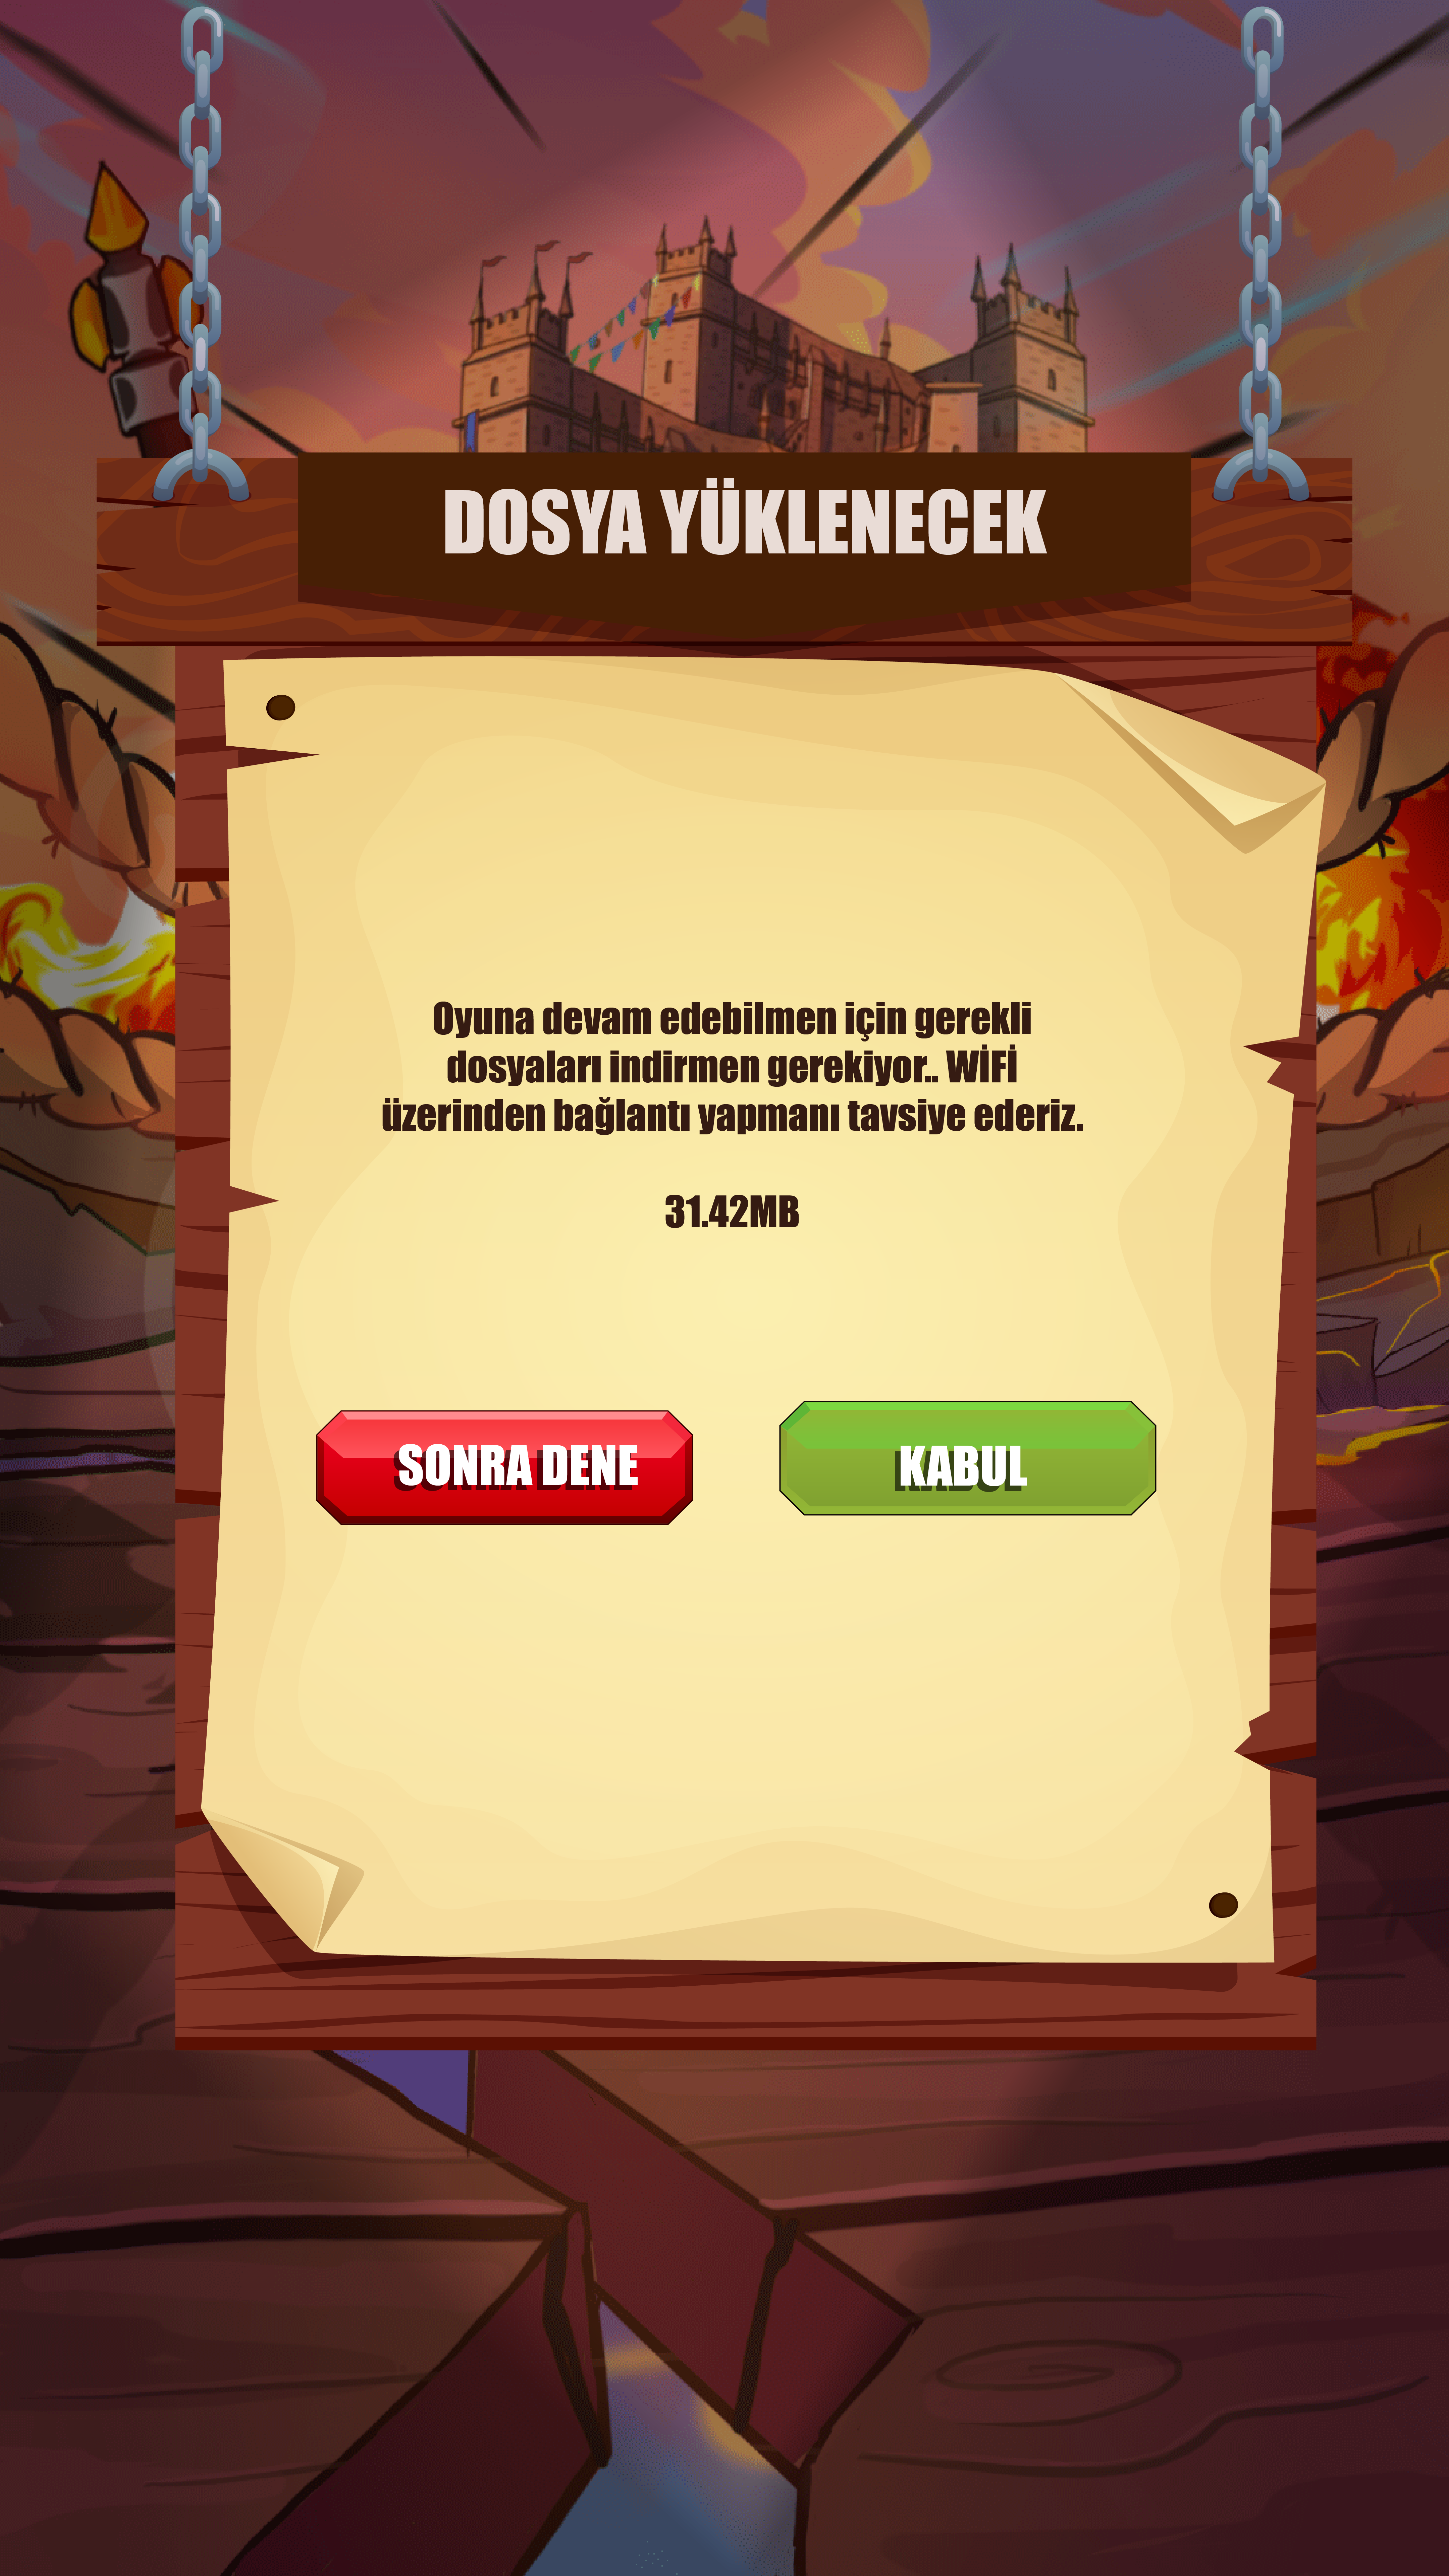 DOSYA YÜKLENECEK
Oyuna devam edebilmen için gerekli
dosyaları indirmen gerekiyor.. WİFİ
üzerinden bağlantı yapmanı tavsiye ederiz.
31.42MB
SONRA DENE
KABUL